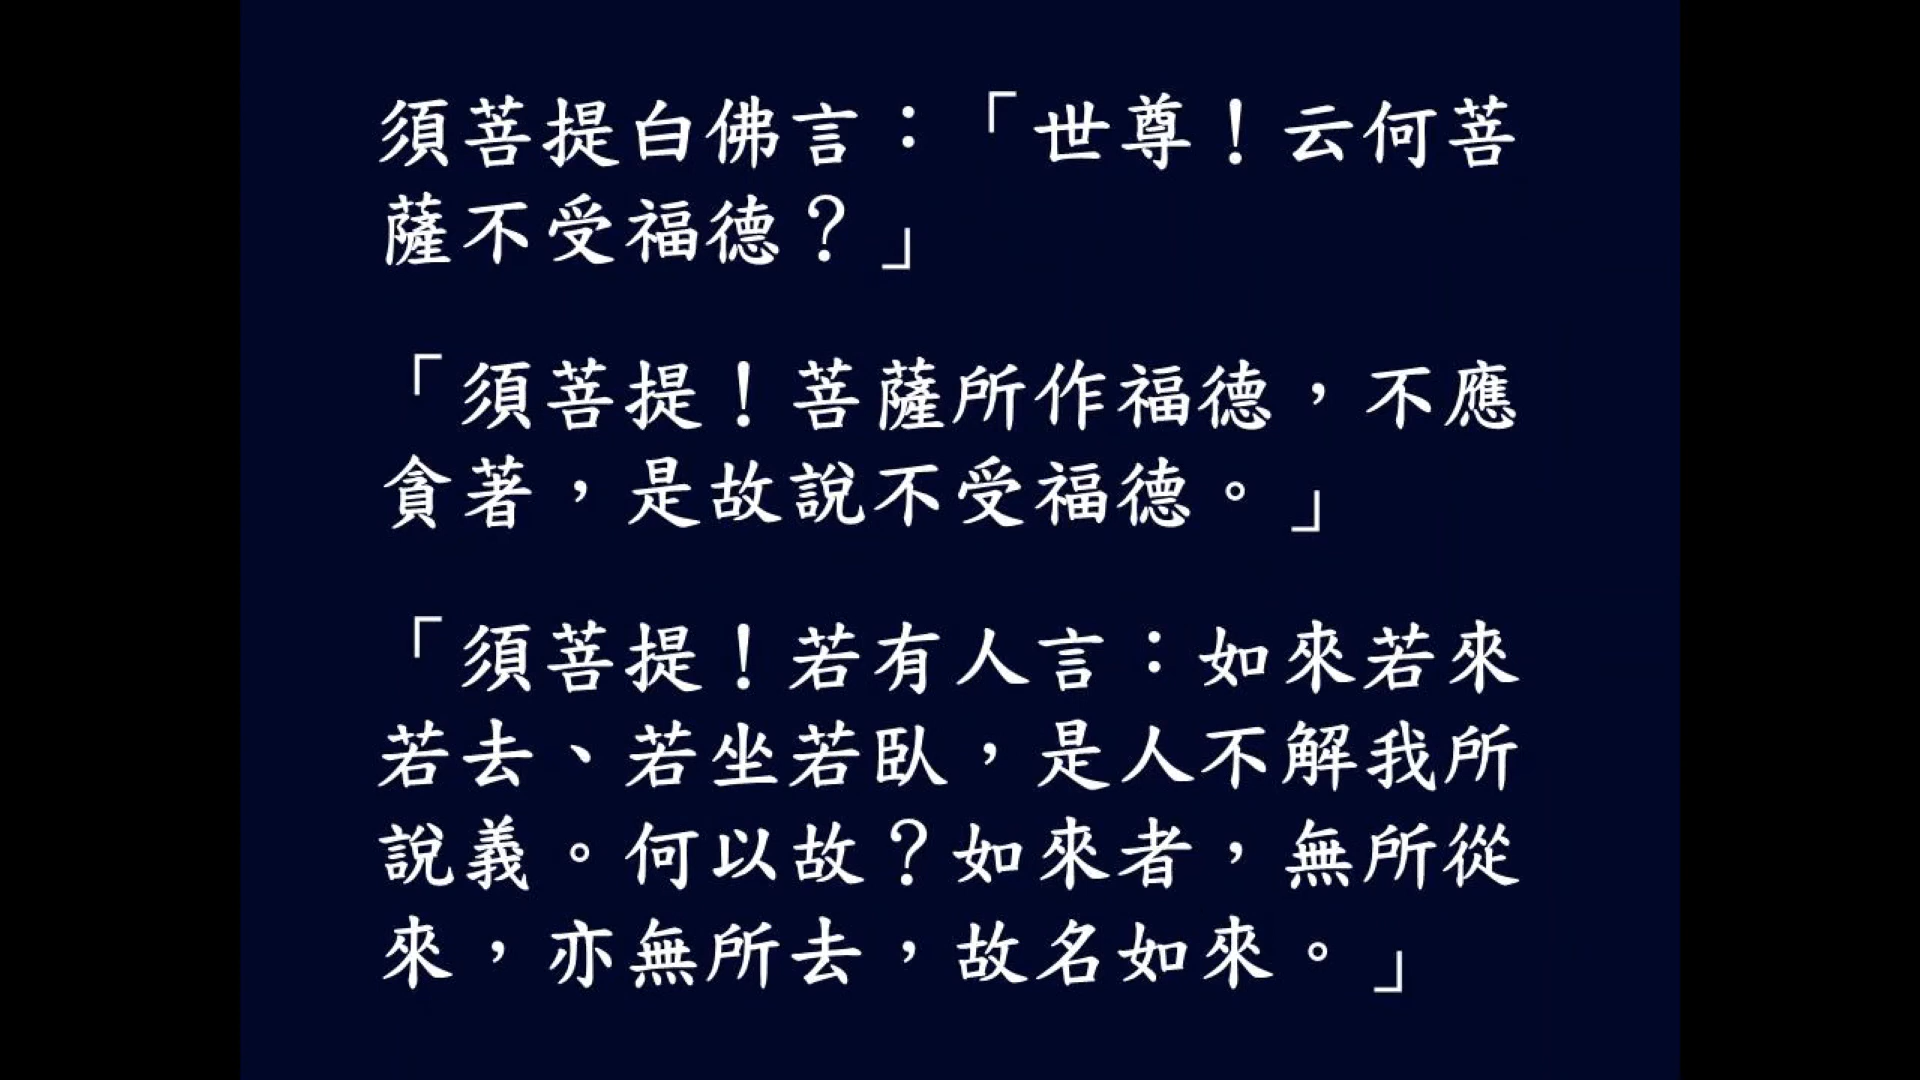 須菩提白佛言：「世尊！云何菩
薩不受福德？」
「須菩提！菩薩所作福德，不應
貪著，是故說不受福德。」
「須菩提！若有人言：如來若來
若去、若坐若臥，是人不解我所
說義。何以故？如來者，無所從
來，亦無所去，故名如來。」